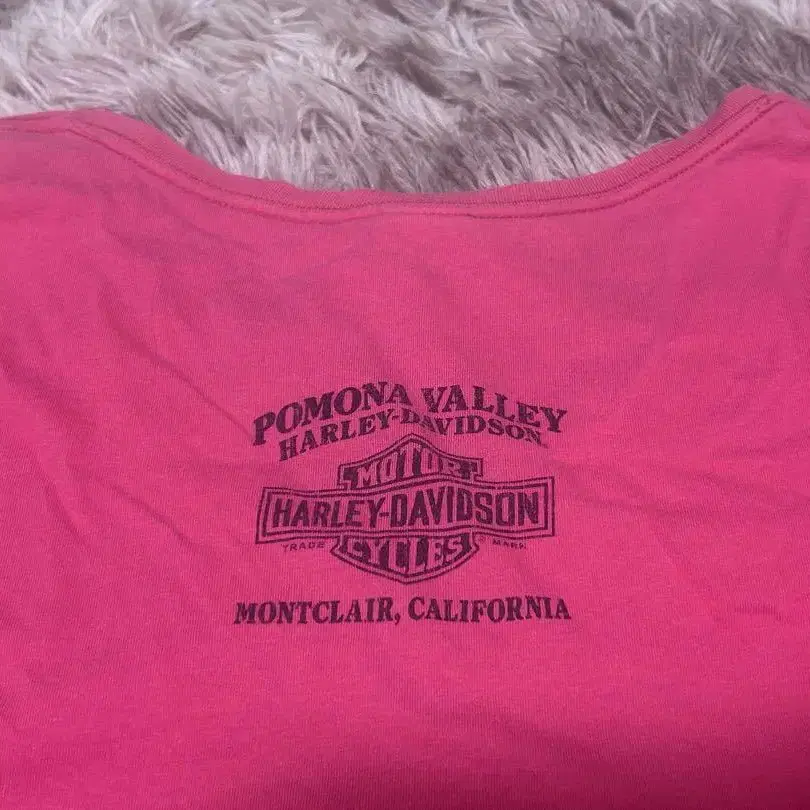 POMONA VALLEY
HARLEY-DAVIDSON
MOTOR
HARLEY-DAVIDSON
TRADE MARK
CYCLES
MONTCLAIR, CALIFORNIA